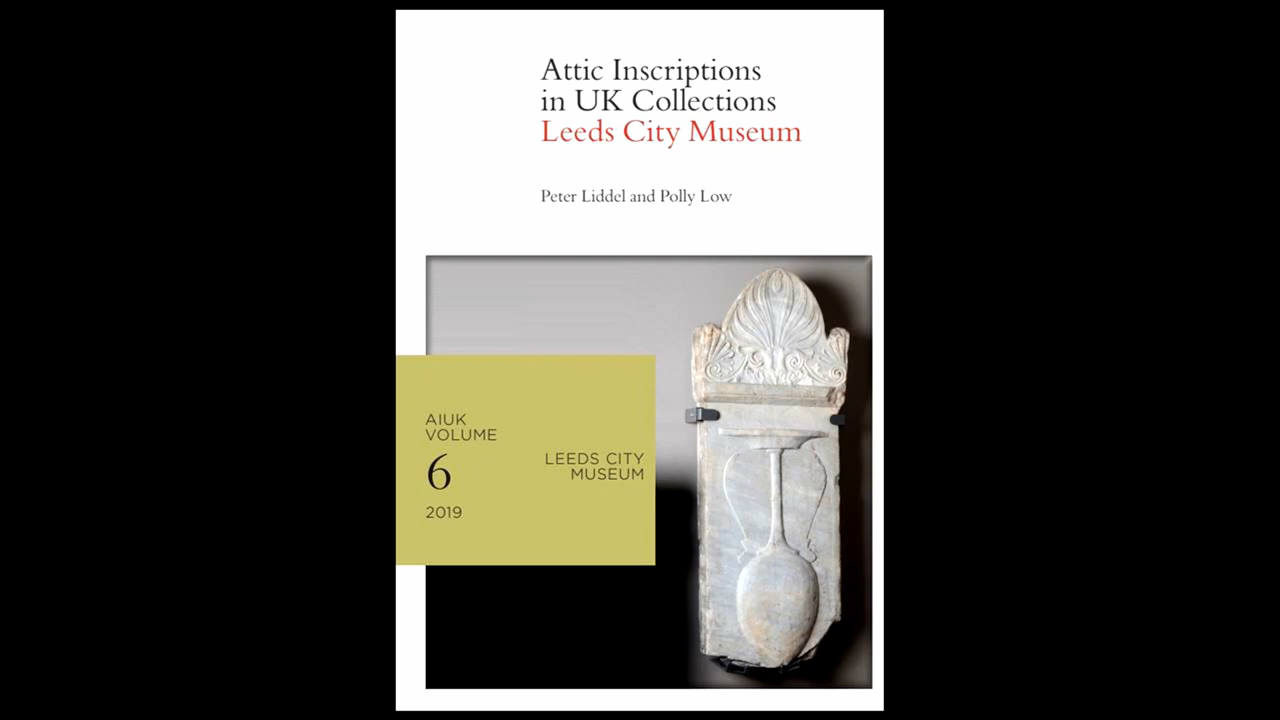 Attic Inscriptions
in UK Collections
Leeds City Museum
Peter Liddel and Polly Low
AIUK
VOLUME
6
2019
LEEDS CITY
MUSEUM